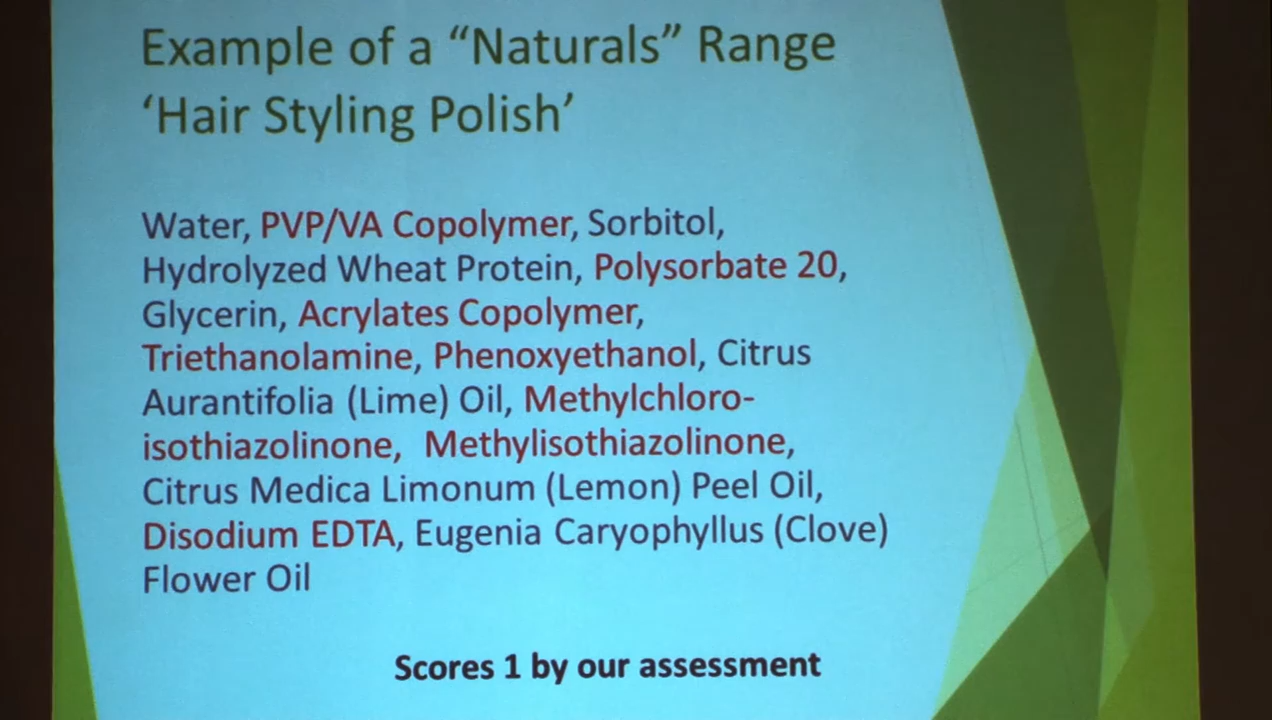 Example of a “Naturals” Range
‘Hair Styling Polish’
Water, PVP/VA Copolymer, Sorbitol,
Hydrolyzed Wheat Protein, Polysorbate 20,
Glycerin, Acrylates Copolymer,
Triethanolamine, Phenoxyethanol, Citrus
Aurantifolia (Lime) Oil, Methylchloro-
isothiazolinone, Methylisothiazolinone,
Citrus Medica Limonum (Lemon) Peel Oil,
Disodium EDTA, Eugenia Caryophyllus (Clove)
Flower Oil
Scores 1 by our assessment